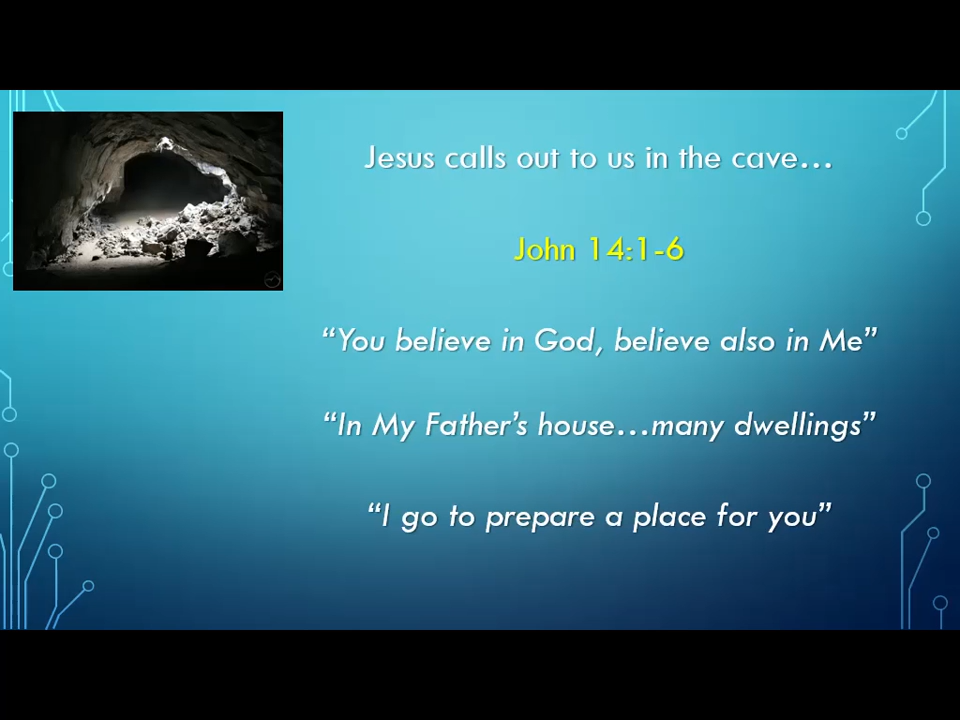 Jesus calls out to us in the cave…
John 14:1-6
“You believe in God, believe also in Me”
“In My Father’s house…many dwellings”
“I go to prepare a place for you”